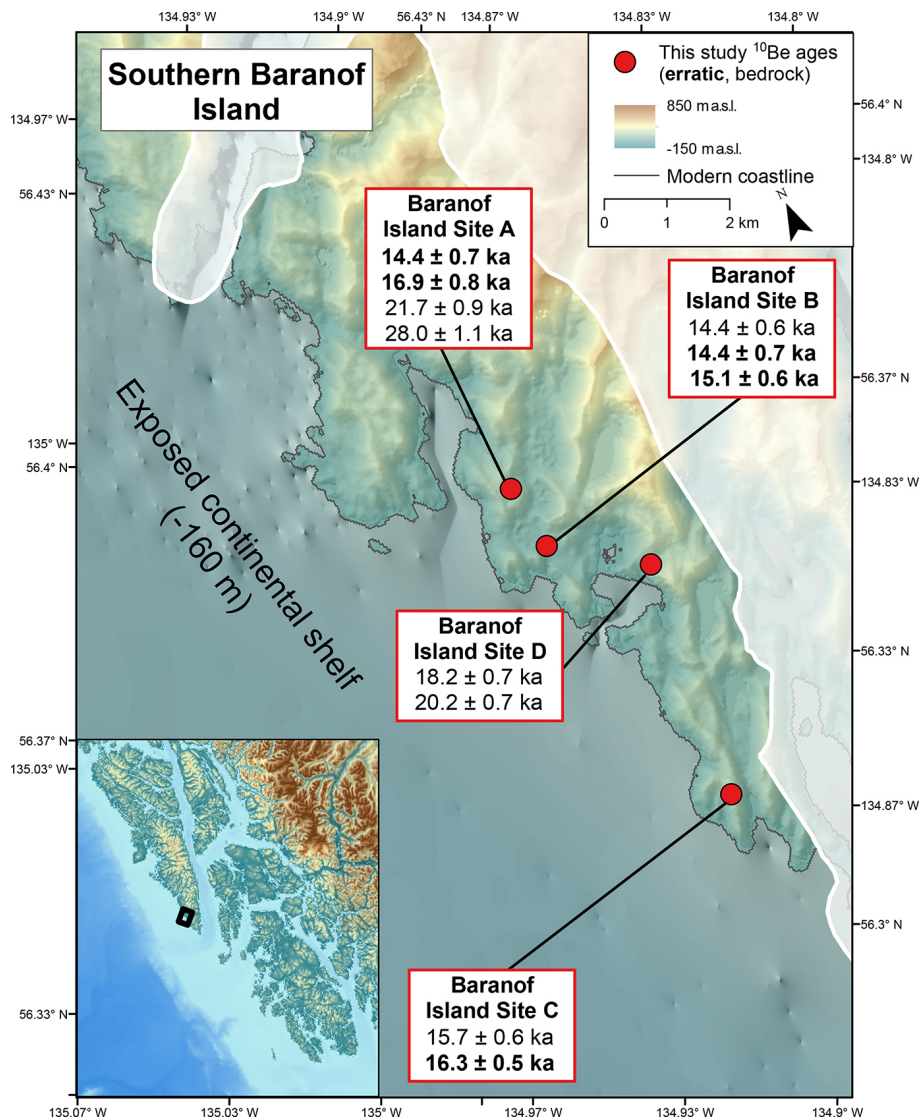 134.93° W
134.9° W
56.43° N
134.87° W
134.83° W
134.8° W
Southern Baranof
Island
This study ¹⁰Be ages
(erratic, bedrock)
850 m a.s.l.
-150 m a.s.l.
Modern coastline
N
0 1 2 km
134.97° W
56.43° N
135° W
56.4° N
56.37° N
135.03° W
56.33° N
56.4° N
134.8° W
56.37° N
134.83° W
56.33° N
134.87° W
56.3° N
Baranof
Island Site A
14.4 ± 0.7 ka
16.9 ± 0.8 ka
21.7 ± 0.9 ka
28.0 ± 1.1 ka
Baranof
Island Site B
14.4 ± 0.6 ka
14.4 ± 0.7 ka
15.1 ± 0.6 ka
Exposed continental shelf
(-160 m)
Baranof
Island Site D
18.2 ± 0.7 ka
20.2 ± 0.7 ka
Baranof
Island Site C
15.7 ± 0.6 ka
16.3 ± 0.5 ka
135.07° W
135.03° W
135° W
134.97° W
134.93° W
134.9° W